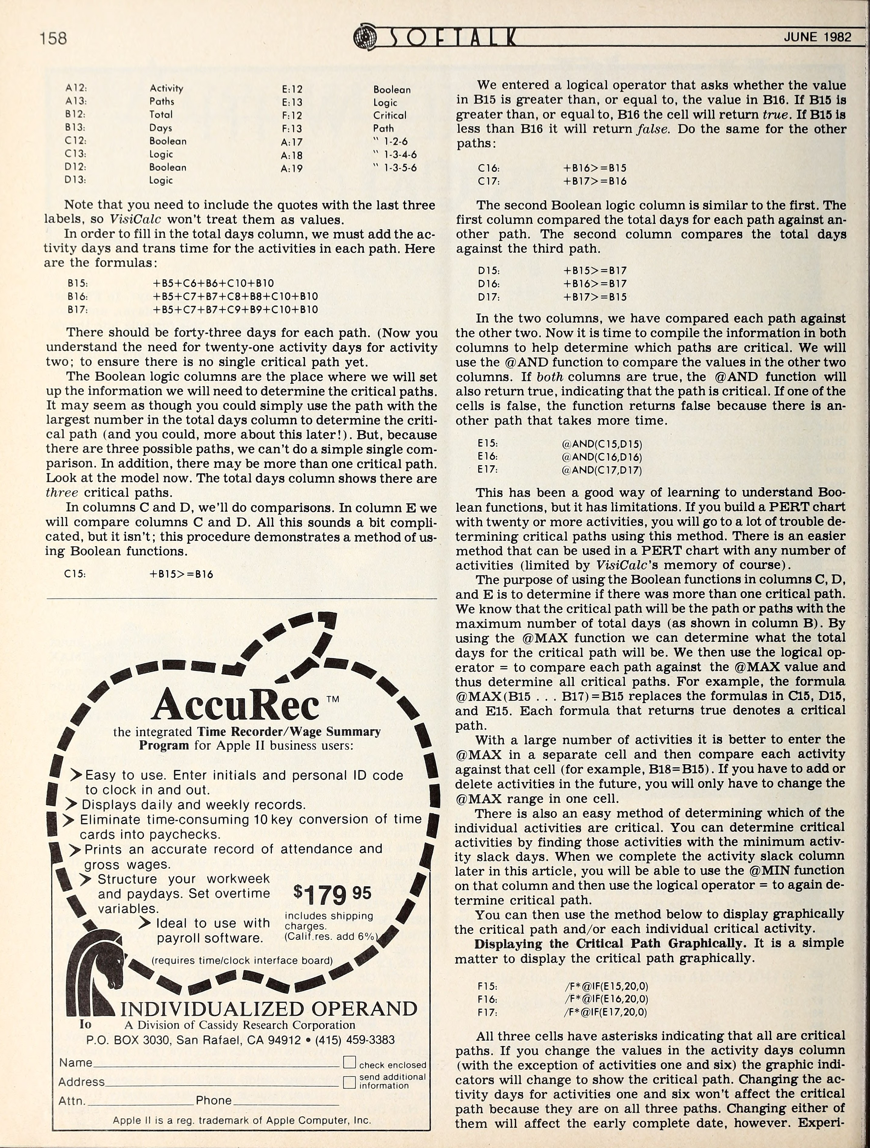 158
SOFTALK
JUNE 1982
A12: Activity E:12 Boolean
A13: Paths E:13 Logic
B12: Total F:12 Critical
B13: Days F:13 Path
C12: Boolean A:17 " 1-2-6
C13: Logic A:18 " 1-3-4-6
D12: Boolean A:19 " 1-3-5-6
D13: Logic
Note that you need to include the quotes with the last three
labels, so VisiCalc won't treat them as values.
In order to fill in the total days column, we must add the ac-
tivity days and trans time for the activities in each path. Here
are the formulas:
B15: +B5+C6+B6+C10+B10
B16: +B5+C7+B7+C8+B8+C10+B10
B17: +B5+C7+B7+C9+B9+C10+B10
There should be forty-three days for each path. (Now you
understand the need for twenty-one activity days for activity
two; to ensure there is no single critical path yet.
The Boolean logic columns are the place where we will set
up the information we will need to determine the critical paths.
It may seem as though you could simply use the path with the
largest number in the total days column to determine the criti-
cal path (and you could, more about this later!). But, because
there are three possible paths, we can't do a simple single com-
parison. In addition, there may be more than one critical path.
Look at the model now. The total days column shows there are
three critical paths.
In columns C and D, we'll do comparisons. In column E we
will compare columns C and D. All this sounds a bit compli-
cated, but it isn't; this procedure demonstrates a method of us-
ing Boolean functions.
C15: +B15>=B16
AccuRec™
the integrated Time Recorder/Wage Summary
Program for Apple II business users:
> Easy to use. Enter initials and personal ID code
to clock in and out.
> Displays daily and weekly records.
> Eliminate time-consuming 10 key conversion of time
cards into paychecks.
> Prints an accurate record of attendance and
gross wages.
> Structure your workweek
and paydays. Set overtime
variables.
> Ideal to use with
payroll software.
$179 95
includes shipping
charges.
(Calif.res. add 6%)
(requires time/clock interface board)
Io
INDIVIDUALIZED OPERAND
A Division of Cassidy Research Corporation
P.O. BOX 3030, San Rafael, CA 94912 • (415) 459-3383
Name check enclosed
Address send additional
information
Attn. Phone
Apple II is a reg. trademark of Apple Computer, Inc.
We entered a logical operator that asks whether the value
in B15 is greater than, or equal to, the value in B16. If B15 is
greater than, or equal to, B16 the cell will return true. If B15 is
less than B16 it will return false. Do the same for the other
paths:
C16: +B16>=B15
C17: +B17>=B16
The second Boolean logic column is similar to the first. The
first column compared the total days for each path against an-
other path. The second column compares the total days
against the third path.
D15: +B15>=B17
D16: +B16>=B17
D17: +B17>=B15
In the two columns, we have compared each path against
the other two. Now it is time to compile the information in both
columns to help determine which paths are critical. We will
use the @AND function to compare the values in the other two
columns. If both columns are true, the @AND function will
also return true, indicating that the path is critical. If one of the
cells is false, the function returns false because there is an-
other path that takes more time.
E15: @AND(C15,D15)
E16: @AND(C16,D16)
E17: @AND(C17,D17)
This has been a good way of learning to understand Boo-
lean functions, but it has limitations. If you build a PERT chart
with twenty or more activities, you will go to a lot of trouble de-
termining critical paths using this method. There is an easier
method that can be used in a PERT chart with any number of
activities (limited by VisiCalc's memory of course).
The purpose of using the Boolean functions in columns C, D,
and E is to determine if there was more than one critical path.
We know that the critical path will be the path or paths with the
maximum number of total days (as shown in column B). By
using the @MAX function we can determine what the total
days for the critical path will be. We then use the logical op-
erator = to compare each path against the @MAX value and
thus determine all critical paths. For example, the formula
@MAX(B15 . . . B17)=B15 replaces the formulas in C15, D15,
and E15. Each formula that returns true denotes a critical
path.
With a large number of activities it is better to enter the
@MAX in a separate cell and then compare each activity
against that cell (for example, B18=B15). If you have to add or
delete activities in the future, you will only have to change the
@MAX range in one cell.
There is also an easy method of determining which of the
individual activities are critical. You can determine critical
activities by finding those activities with the minimum activ-
ity slack days. When we complete the activity slack column
later in this article, you will be able to use the @MIN function
on that column and then use the logical operator = to again de-
termine critical path.
You can then use the method below to display graphically
the critical path and/or each individual critical activity.
Displaying the Critical Path Graphically. It is a simple
matter to display the critical path graphically.
F15: /F*@IF(E15,20,0)
F16: /F*@IF(E16,20,0)
F17: /F*@IF(E17,20,0)
All three cells have asterisks indicating that all are critical
paths. If you change the values in the activity days column
(with the exception of activities one and six) the graphic indi-
cators will change to show the critical path. Changing the ac-
tivity days for activities one and six won't affect the critical
path because they are on all three paths. Changing either of
them will affect the early complete date, however. Experi-